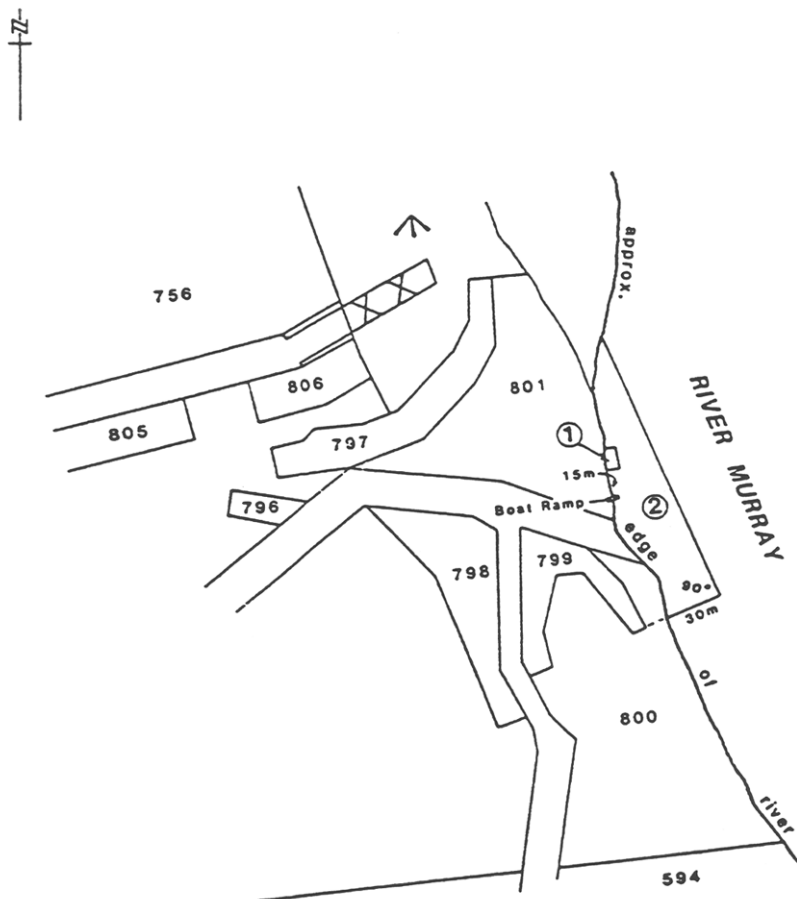 N
approx.
756
RIVER MURRAY
806
801
805
797
1
15m
796
Boat Ramp
2
edge
799
798
90°
30m
of
800
river
594